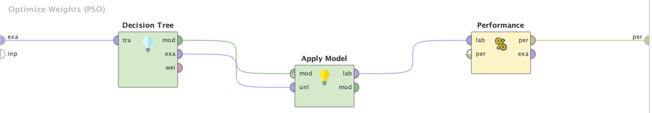 Optimize Weights (PSO)
exa
inp
Decision Tree
tra
mod
exa
wei
Apply Model
mod
unl
lab
mod
Performance
%
lab
per
per
exa
per